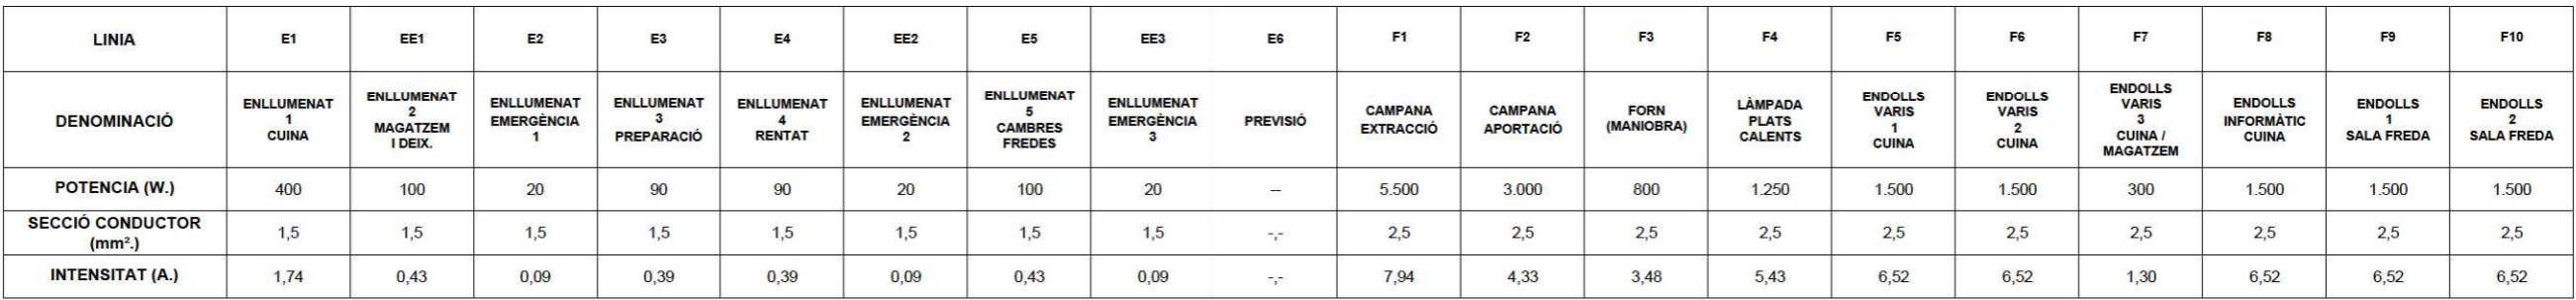 LINIA E1 EE1 E2 E3 E4 EE2 E5 EE3 E6 F1 F2 F3 F4 F5 F6 F7 F8 F9 F10
DENOMINACIÓ
ENLLUMENAT
1
CUINA
ENLLUMENAT
2
MAGATZEM
I DEIX.
ENLLUMENAT
EMERGÈNCIA
1
ENLLUMENAT
3
PREPARACIÓ
ENLLUMENAT
4
RENTAT
ENLLUMENAT
EMERGÈNCIA
2
ENLLUMENAT
5
CAMBRES
FREDES
ENLLUMENAT
EMERGÈNCIA
3
PREVISIÓ
CAMPANA
EXTRACCIÓ
CAMPANA
APORTACIÓ
FORN
(MANIOBRA)
LÀMPADA
PLATS
CALENTS
ENDOLLS
VARIS
1
CUINA
ENDOLLS
VARIS
2
CUINA
ENDOLLS
VARIS
3
CUINA /
MAGATZEM
ENDOLLS
INFORMÀTIC
CUINA
ENDOLLS
1
SALA FREDA
ENDOLLS
2
SALA FREDA
POTENCIA (W.) 400 100 20 90 90 20 100 20 -- 5.500 3.000 800 1.250 1.500 1.500 300 1.500 1.500 1.500
SECCIÓ CONDUCTOR
(mm².) 1,5 1,5 1,5 1,5 1,5 1,5 1,5 1,5 -,- 2,5 2,5 2,5 2,5 2,5 2,5 2,5 2,5 2,5 2,5
INTENSITAT (A.) 1,74 0,43 0,09 0,39 0,39 0,09 0,43 0,09 -,- 7,94 4,33 3,48 5,43 6,52 6,52 1,30 6,52 6,52 6,52